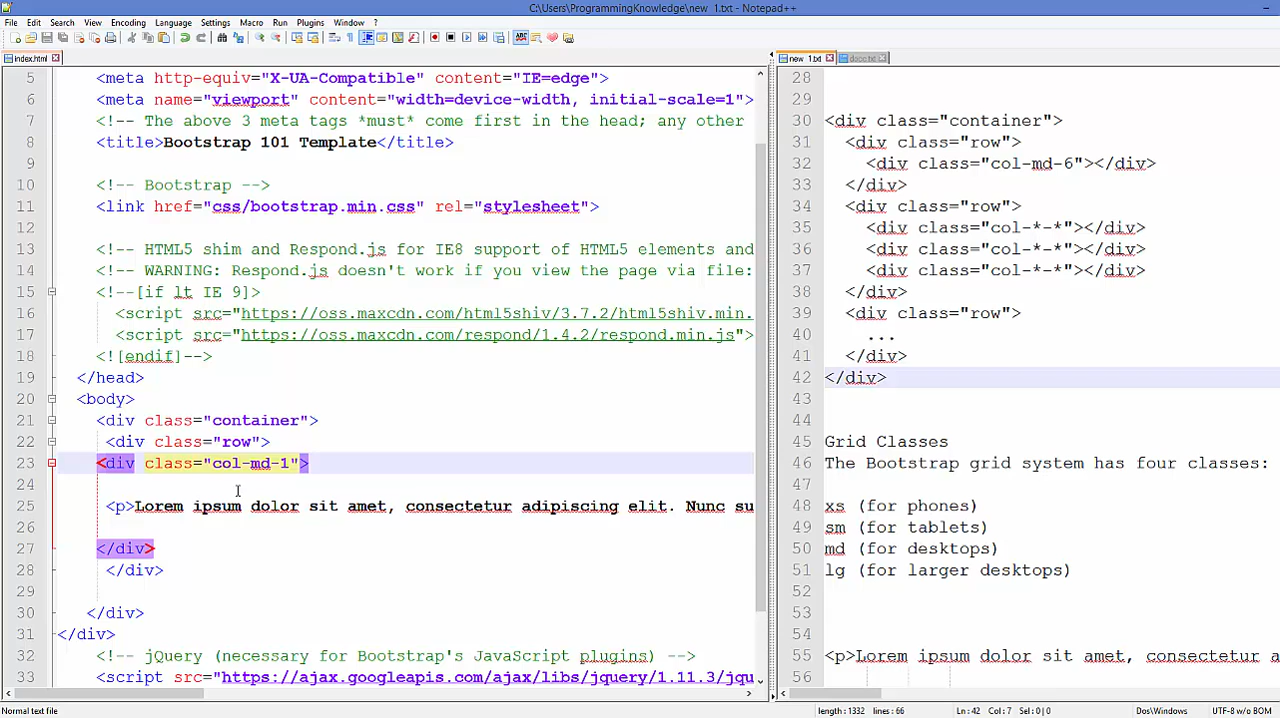 C:\Users\ProgrammingKnowledge\new 1.txt - Notepad++
File Edit Search View Encoding Language Settings Macro Run Plugins Window ?
index.html
5 <meta http-equiv="X-UA-Compatible" content="IE=edge">
6 <meta name="viewport" content="width=device-width, initial-scale=1">
7 <!-- The above 3 meta tags *must* come first in the head; any other
8 <title>Bootstrap 101 Template</title>
9
10 <!-- Bootstrap -->
11 <link href="css/bootstrap.min.css" rel="stylesheet">
12
13 <!-- HTML5 shim and Respond.js for IE8 support of HTML5 elements and
14 <!-- WARNING: Respond.js doesn't work if you view the page via file:
15 <!--[if lt IE 9]>
16 <script src="https://oss.maxcdn.com/html5shiv/3.7.2/html5shiv.min.
17 <script src="https://oss.maxcdn.com/respond/1.4.2/respond.min.js">
18 <![endif]-->
19 </head>
20 <body>
21 <div class="container">
22 <div class="row">
23 <div class="col-md-1">
24
25 <p>Lorem ipsum dolor sit amet, consectetur adipiscing elit. Nunc su
26
27 </div>
28 </div>
29
30 </div>
31 </div>
32 <!-- jQuery (necessary for Bootstrap's JavaScript plugins) -->
33 <script src="https://ajax.googleapis.com/ajax/libs/jquery/1.11.3/jqu
new 1.txt
28
29
30 <div class="container">
31 <div class="row">
32 <div class="col-md-6"></div>
33 </div>
34 <div class="row">
35 <div class="col-*-*"></div>
36 <div class="col-*-*"></div>
37 <div class="col-*-*"></div>
38 </div>
39 <div class="row">
40 ...
41 </div>
42 </div>
43
44
45 Grid Classes
46 The Bootstrap grid system has four classes:
47
48 xs (for phones)
49 sm (for tablets)
50 md (for desktops)
51 lg (for larger desktops)
52
53
54
55 <p>Lorem ipsum dolor sit amet, consectetur a
56
Normal text file
length : 1332 lines : 66
Ln : 42 Col : 7 Sel : 0 | 0
Dos\Windows
UTF-8 w/o BOM